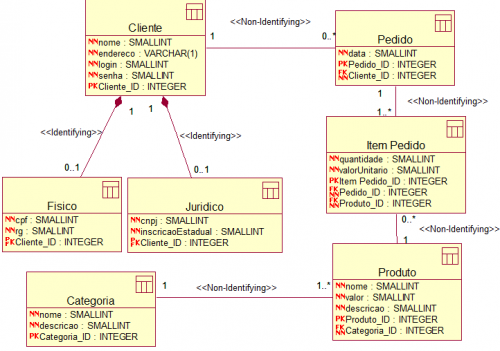 Cliente
NN nome : SMALLINT
NN endereco : VARCHAR(1)
NN login : SMALLINT
NN senha : SMALLINT
PK Cliente_ID : INTEGER
<<Non-Identifying>>
1
0..*
Pedido
NN data : SMALLINT
PK Pedido_ID : INTEGER
FK NN Cliente_ID : INTEGER
1
<<Non-Identifying>>
1..*
1
1
<<Identifying>>
<<Identifying>>
0..1
0..1
Item Pedido
NN quantidade : SMALLINT
NN valorUnitario : SMALLINT
PK Item Pedido_ID : INTEGER
FK NN Pedido_ID : INTEGER
FK NN Produto_ID : INTEGER
Fisico
NN cpf : SMALLINT
NN rg : SMALLINT
PFK Cliente_ID : INTEGER
Juridico
NN cnpj : SMALLINT
NN inscricaoEstadual : SMALLINT
PFK Cliente_ID : INTEGER
0..*
<<Non-Identifying>>
1
Categoria
NN nome : SMALLINT
NN descricao : SMALLINT
PK Categoria_ID : INTEGER
1
<<Non-Identifying>>
1..*
Produto
NN nome : SMALLINT
NN valor : SMALLINT
NN descricao : SMALLINT
PK Produto_ID : INTEGER
FK NN Categoria_ID : INTEGER